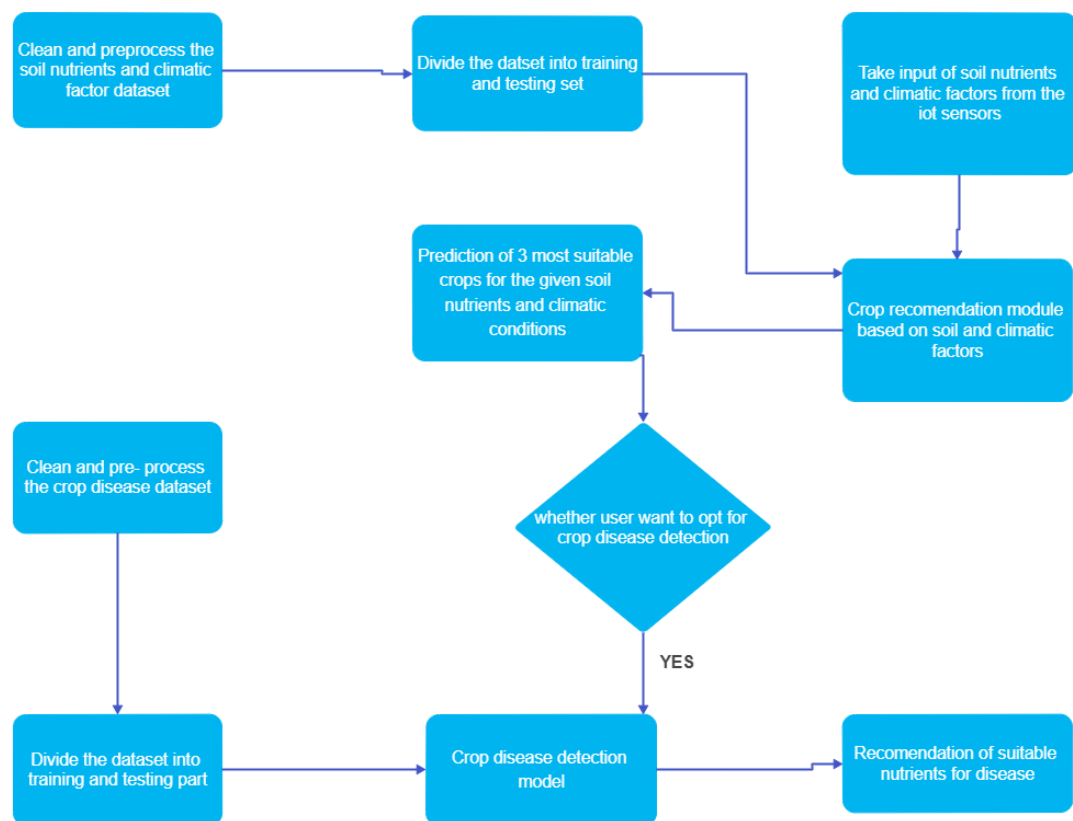 Clean and preprocess the
soil nutrients and climatic
factor dataset
Divide the datset into training
and testing set
Take input of soil nutrients
and climatic factors from the
iot sensors
Prediction of 3 most suitable
crops for the given soil
nutrients and climatic
conditions
Crop recomendation module
based on soil and climatic
factors
Clean and pre- process
the crop disease dataset
whether user want to opt for
crop disease detection
YES
Divide the dataset into
training and testing part
Crop disease detection
model
Recomendation of suitable
nutrients for disease